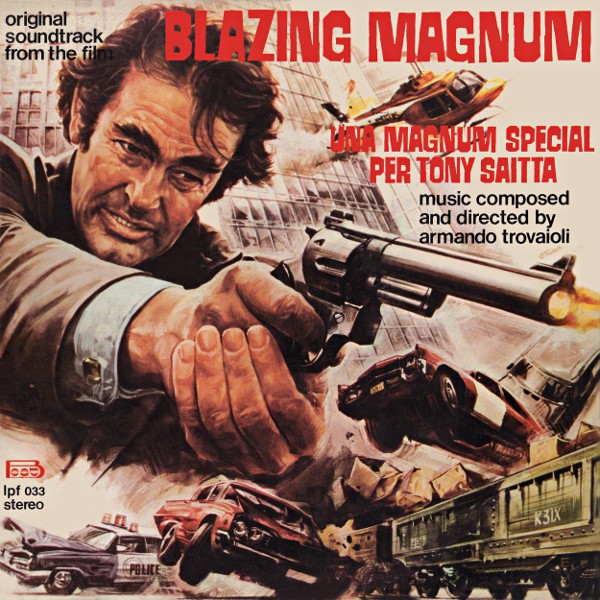 original
soundtrack
from the film
BLAZING MAGNUM
UNA MAGNUM SPECIAL
PER TONY SAITTA
music composed
and directed by
armando trovaioli
lpf 033
stereo
K31X
POLICE